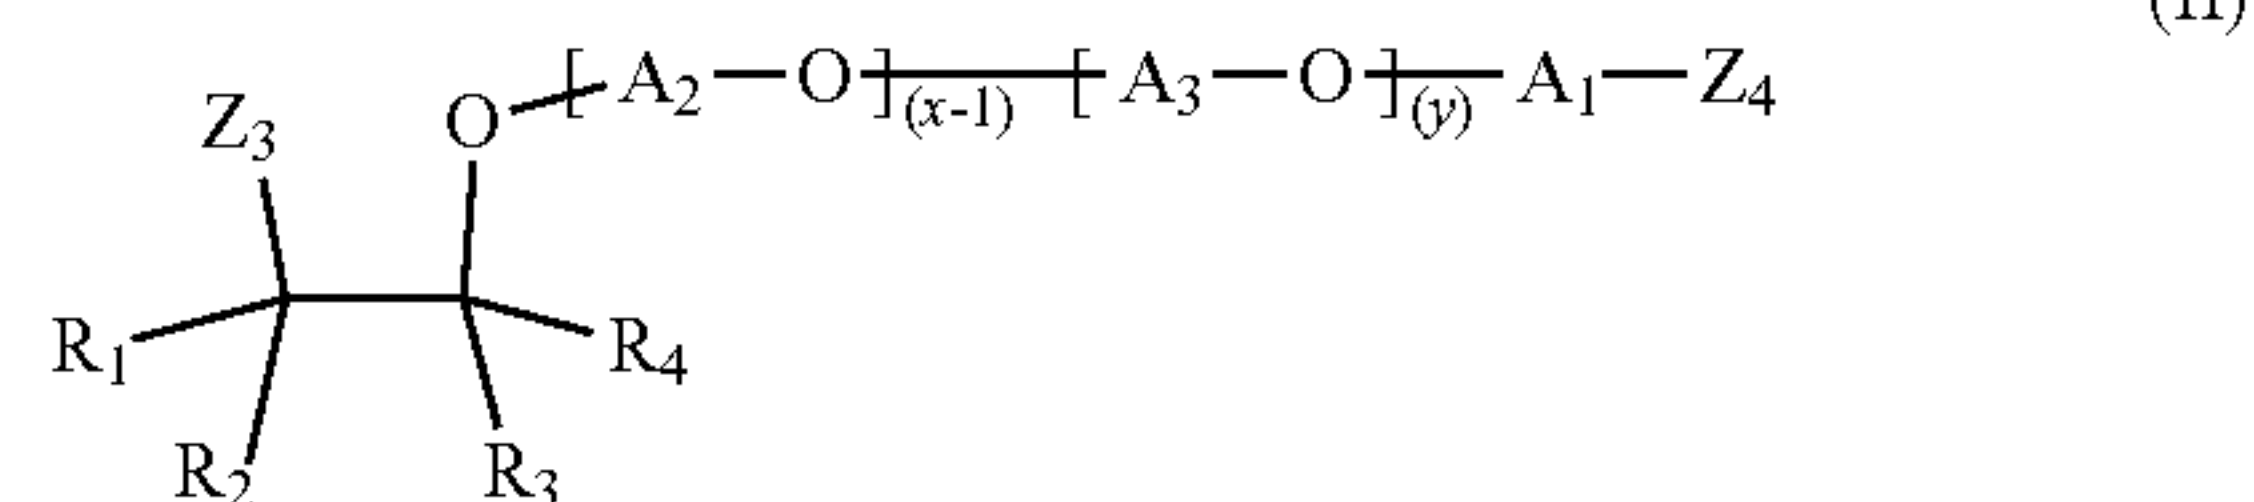 (II)
[A2—O](x-1)[A3—O](y)A1—Z4
Z3 O
R1 R4
R2 R3